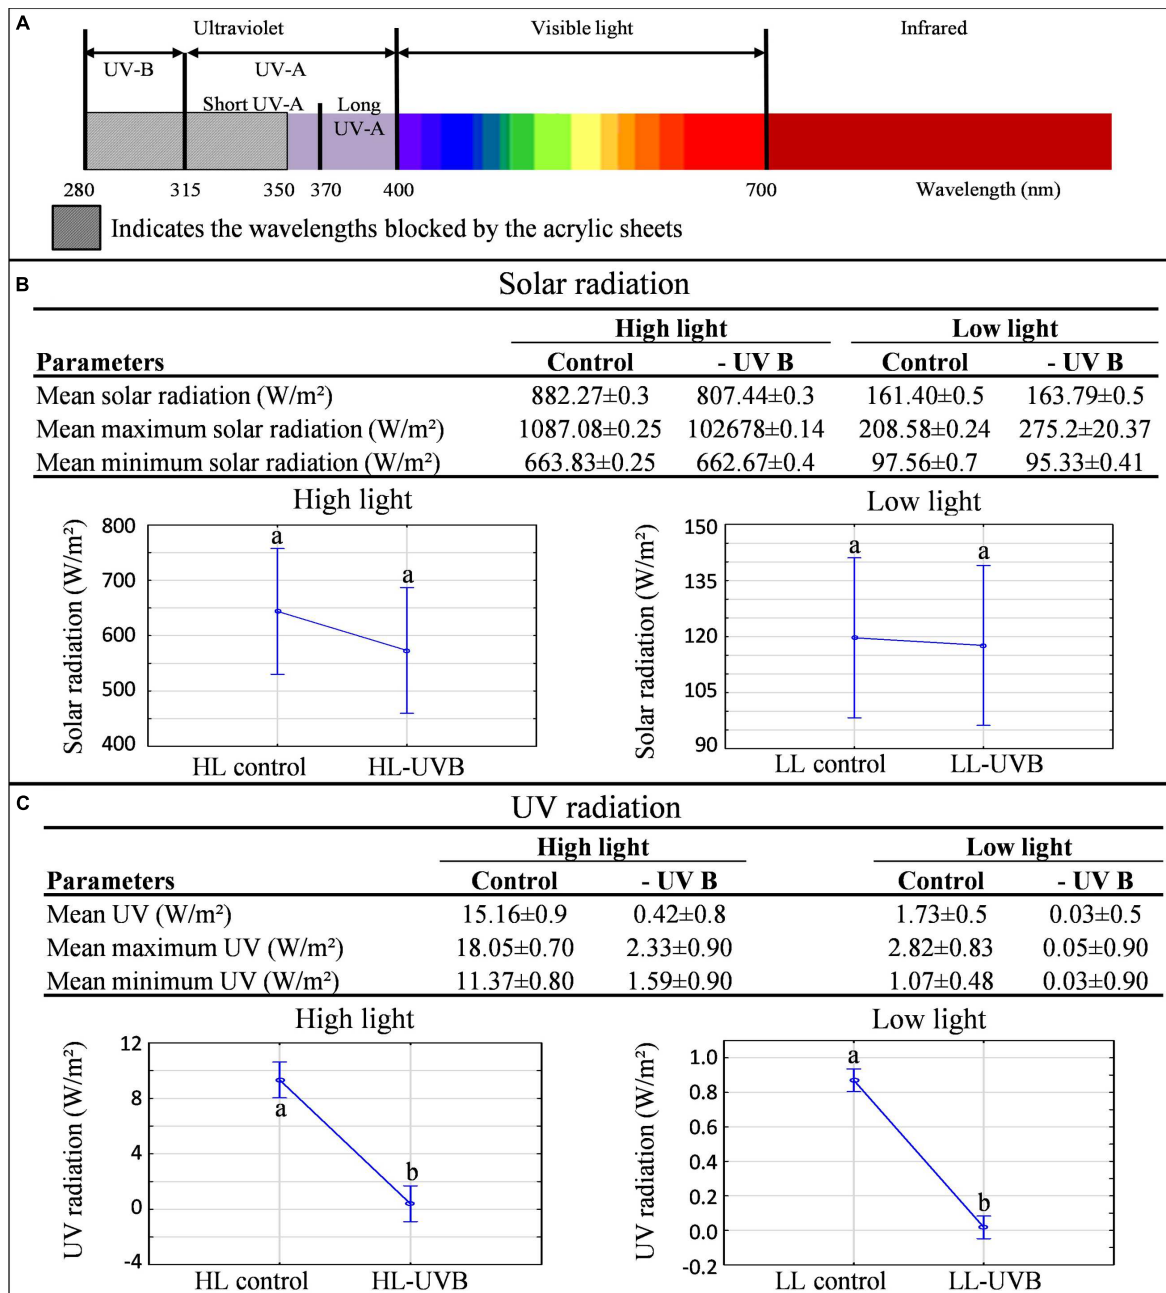 A
Ultraviolet Visible light Infrared
UV-B UV-A
Short UV-A Long
UV-A
280 315 350 370 400 700 Wavelength (nm)
Indicates the wavelengths blocked by the acrylic sheets
B
Solar radiation
High light Low light
Parameters Control - UV B Control - UV B
Mean solar radiation (W/m²) 882.27±0.3 807.44±0.3 161.40±0.5 163.79±0.5
Mean maximum solar radiation (W/m²) 1087.08±0.25 102678±0.14 208.58±0.24 275.2±20.37
Mean minimum solar radiation (W/m²) 663.83±0.25 662.67±0.4 97.56±0.7 95.33±0.41
High light
Solar radiation (W/m²)
800
700
600
500
400
a
a
HL control HL-UVB
Low light
Solar radiation (W/m²)
150
135
120
105
90
a
a
LL control LL-UVB
C
UV radiation
High light Low light
Parameters Control - UV B Control - UV B
Mean UV (W/m²) 15.16±0.9 0.42±0.8 1.73±0.5 0.03±0.5
Mean maximum UV (W/m²) 18.05±0.70 2.33±0.90 2.82±0.83 0.05±0.90
Mean minimum UV (W/m²) 11.37±0.80 1.59±0.90 1.07±0.48 0.03±0.90
High light
UV radiation (W/m²)
12
8
4
0
-4
a
b
HL control HL-UVB
Low light
UV radiation (W/m²)
1.0
0.8
0.6
0.4
0.2
0.0
-0.2
a
b
LL control LL-UVB